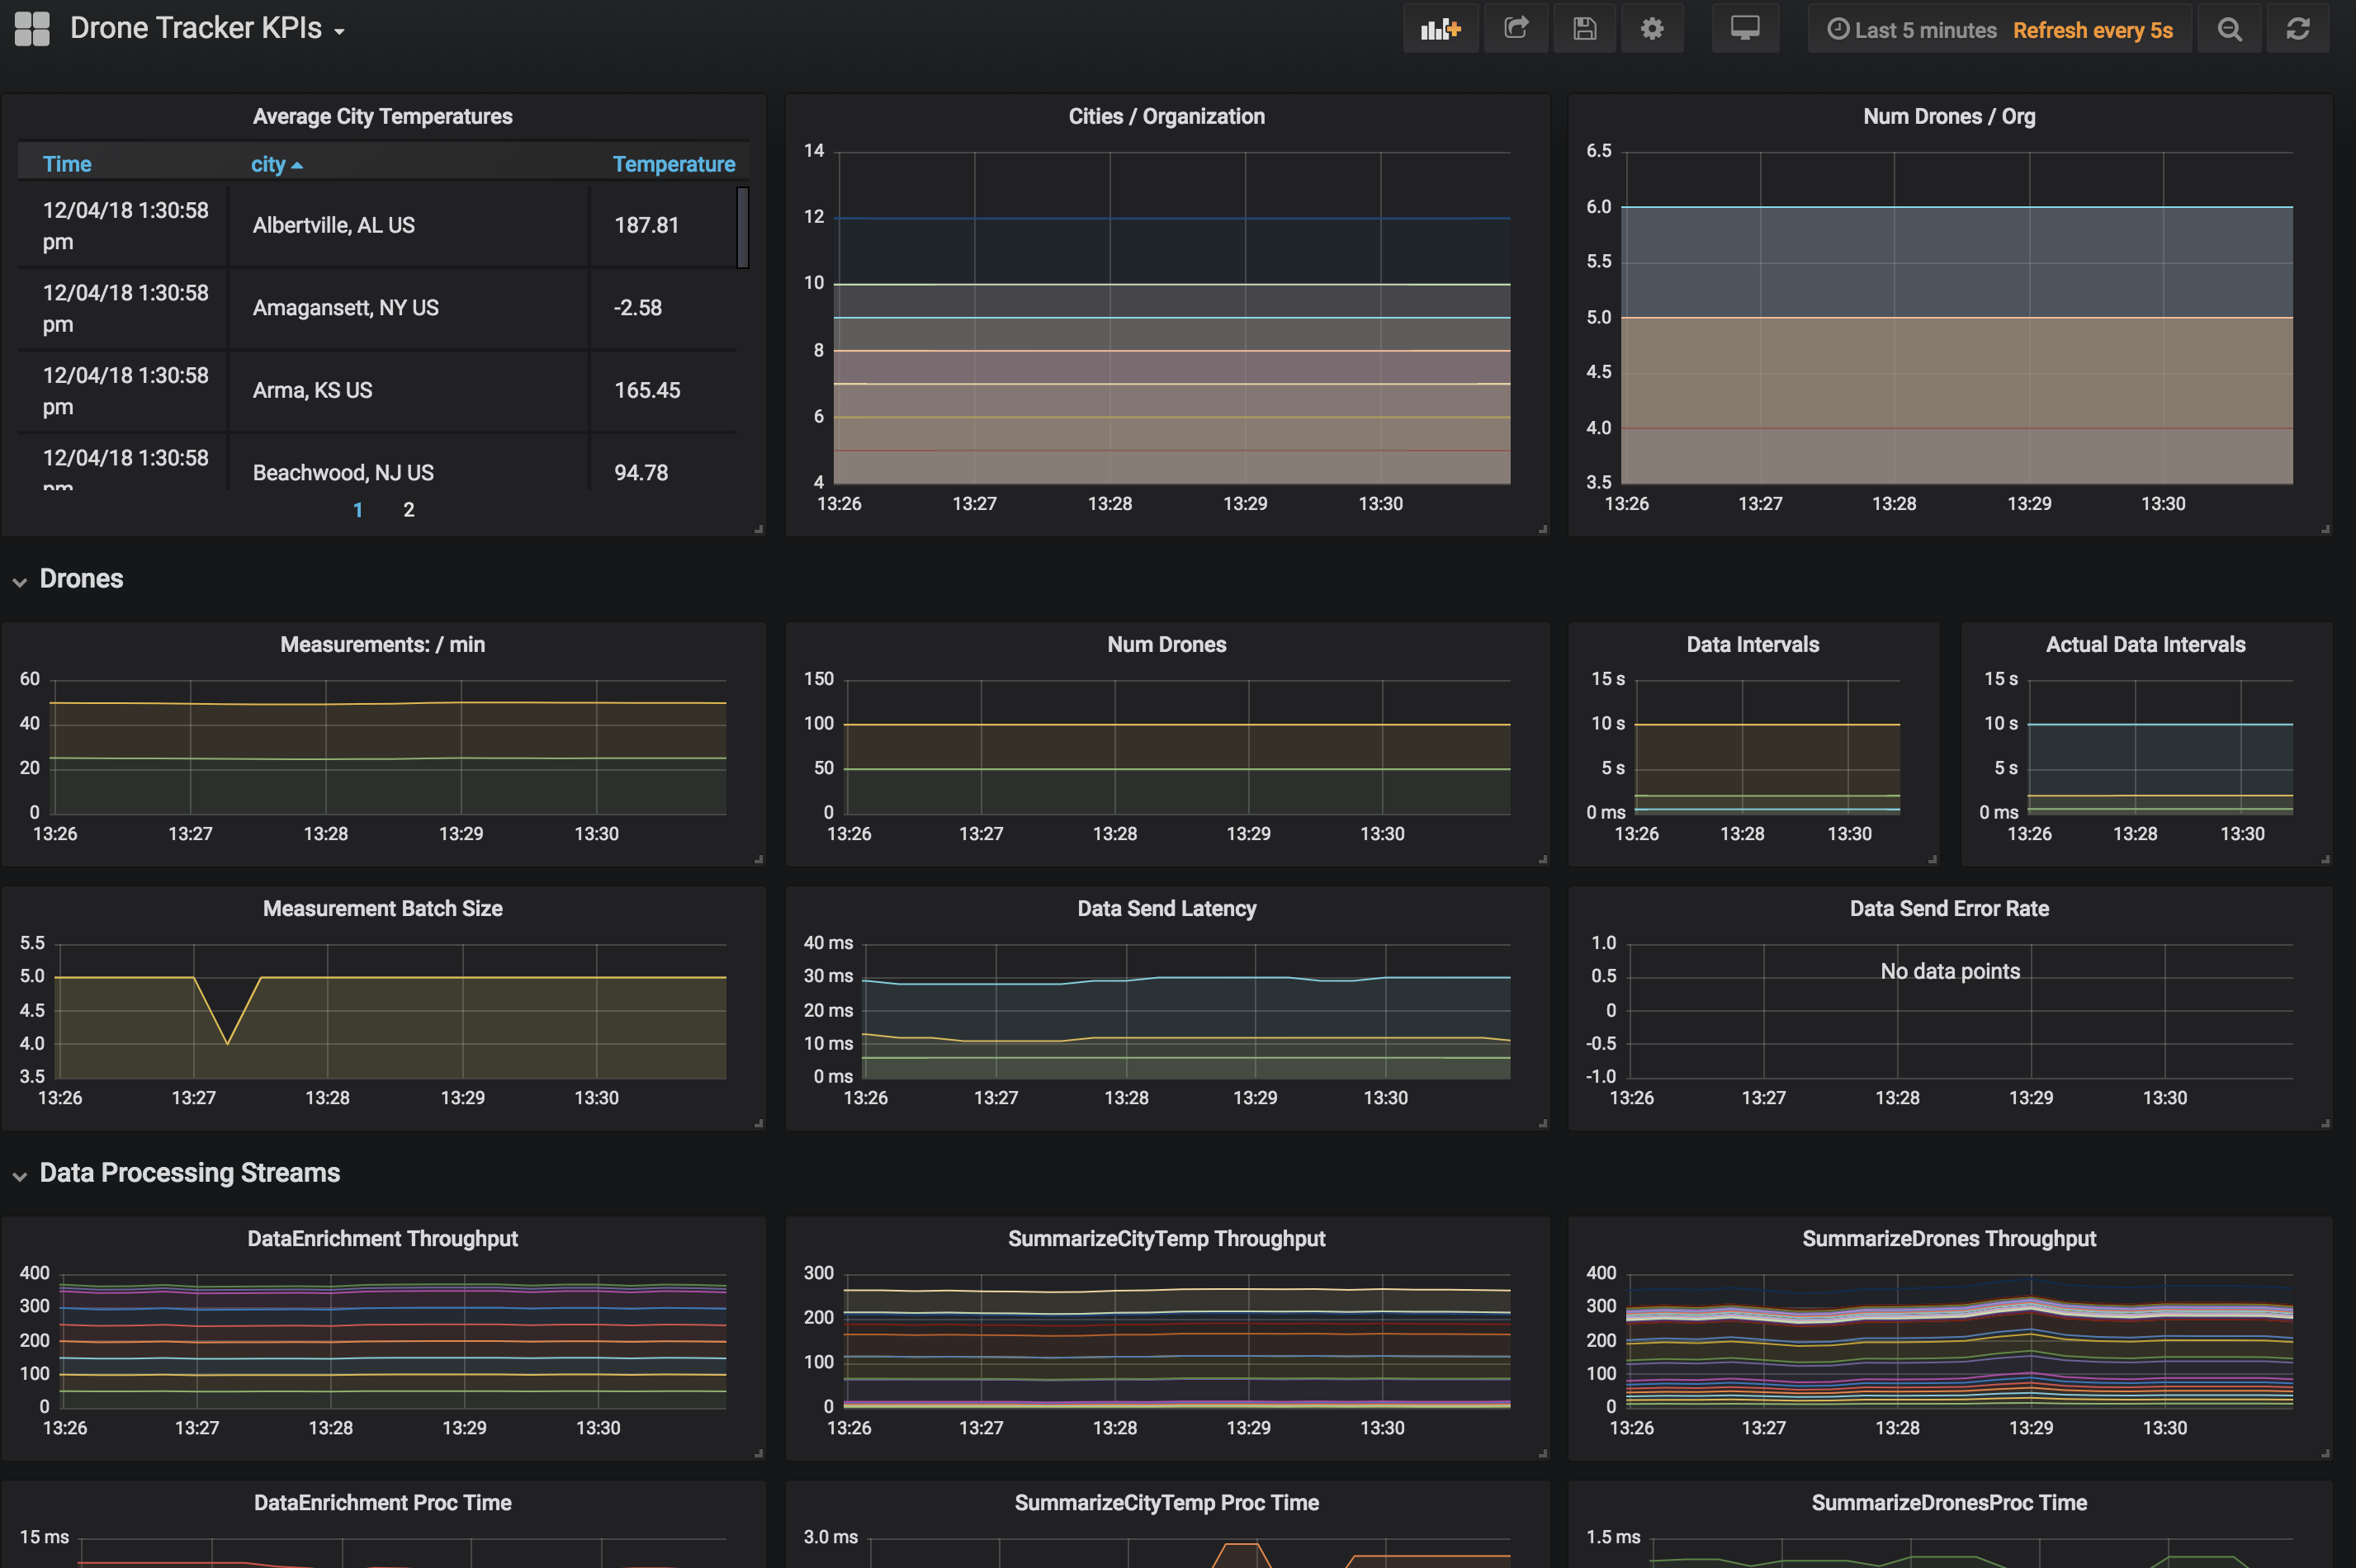 Drone Tracker KPIs
Last 5 minutes Refresh every 5s
Average City Temperatures
Time city Temperature
12/04/18 1:30:58 pm Albertville, AL US 187.81
12/04/18 1:30:58 pm Amagansett, NY US -2.58
12/04/18 1:30:58 pm Arma, KS US 165.45
12/04/18 1:30:58 pm Beachwood, NJ US 94.78
1 2
Cities / Organization
14
12
10
8
6
4
13:26 13:27 13:28 13:29 13:30
Num Drones / Org
6.5
6.0
5.5
5.0
4.5
4.0
3.5
13:26 13:27 13:28 13:29 13:30
Drones
Measurements: / min
60
40
20
0
13:26 13:27 13:28 13:29 13:30
Num Drones
150
100
50
0
13:26 13:27 13:28 13:29 13:30
Data Intervals
15 s
10 s
5 s
0 ms
13:26 13:28 13:30
Actual Data Intervals
15 s
10 s
5 s
0 ms
13:26 13:28 13:30
Measurement Batch Size
5.5
5.0
4.5
4.0
3.5
13:26 13:27 13:28 13:29 13:30
Data Send Latency
40 ms
30 ms
20 ms
10 ms
0 ms
13:26 13:27 13:28 13:29 13:30
Data Send Error Rate
1.0
0.5
0
-0.5
-1.0
No data points
13:26 13:27 13:28 13:29 13:30
Data Processing Streams
DataEnrichment Throughput
400
300
200
100
0
13:26 13:27 13:28 13:29 13:30
SummarizeCityTemp Throughput
300
200
100
0
13:26 13:27 13:28 13:29 13:30
SummarizeDrones Throughput
400
300
200
100
0
13:26 13:27 13:28 13:29 13:30
DataEnrichment Proc Time
15 ms
SummarizeCityTemp Proc Time
3.0 ms
SummarizeDronesProc Time
1.5 ms